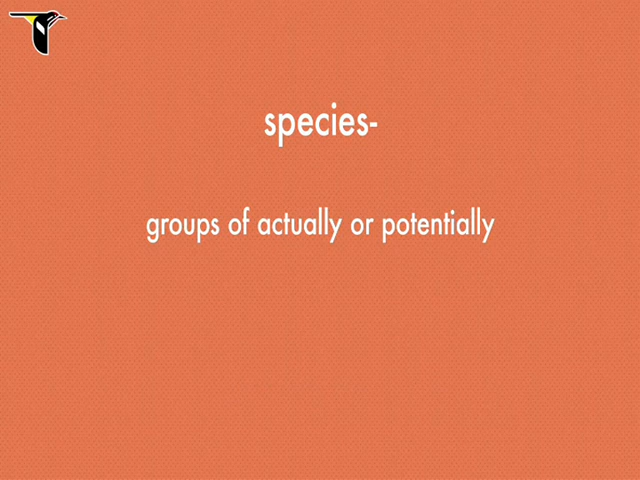 species-
groups of actually or potentially